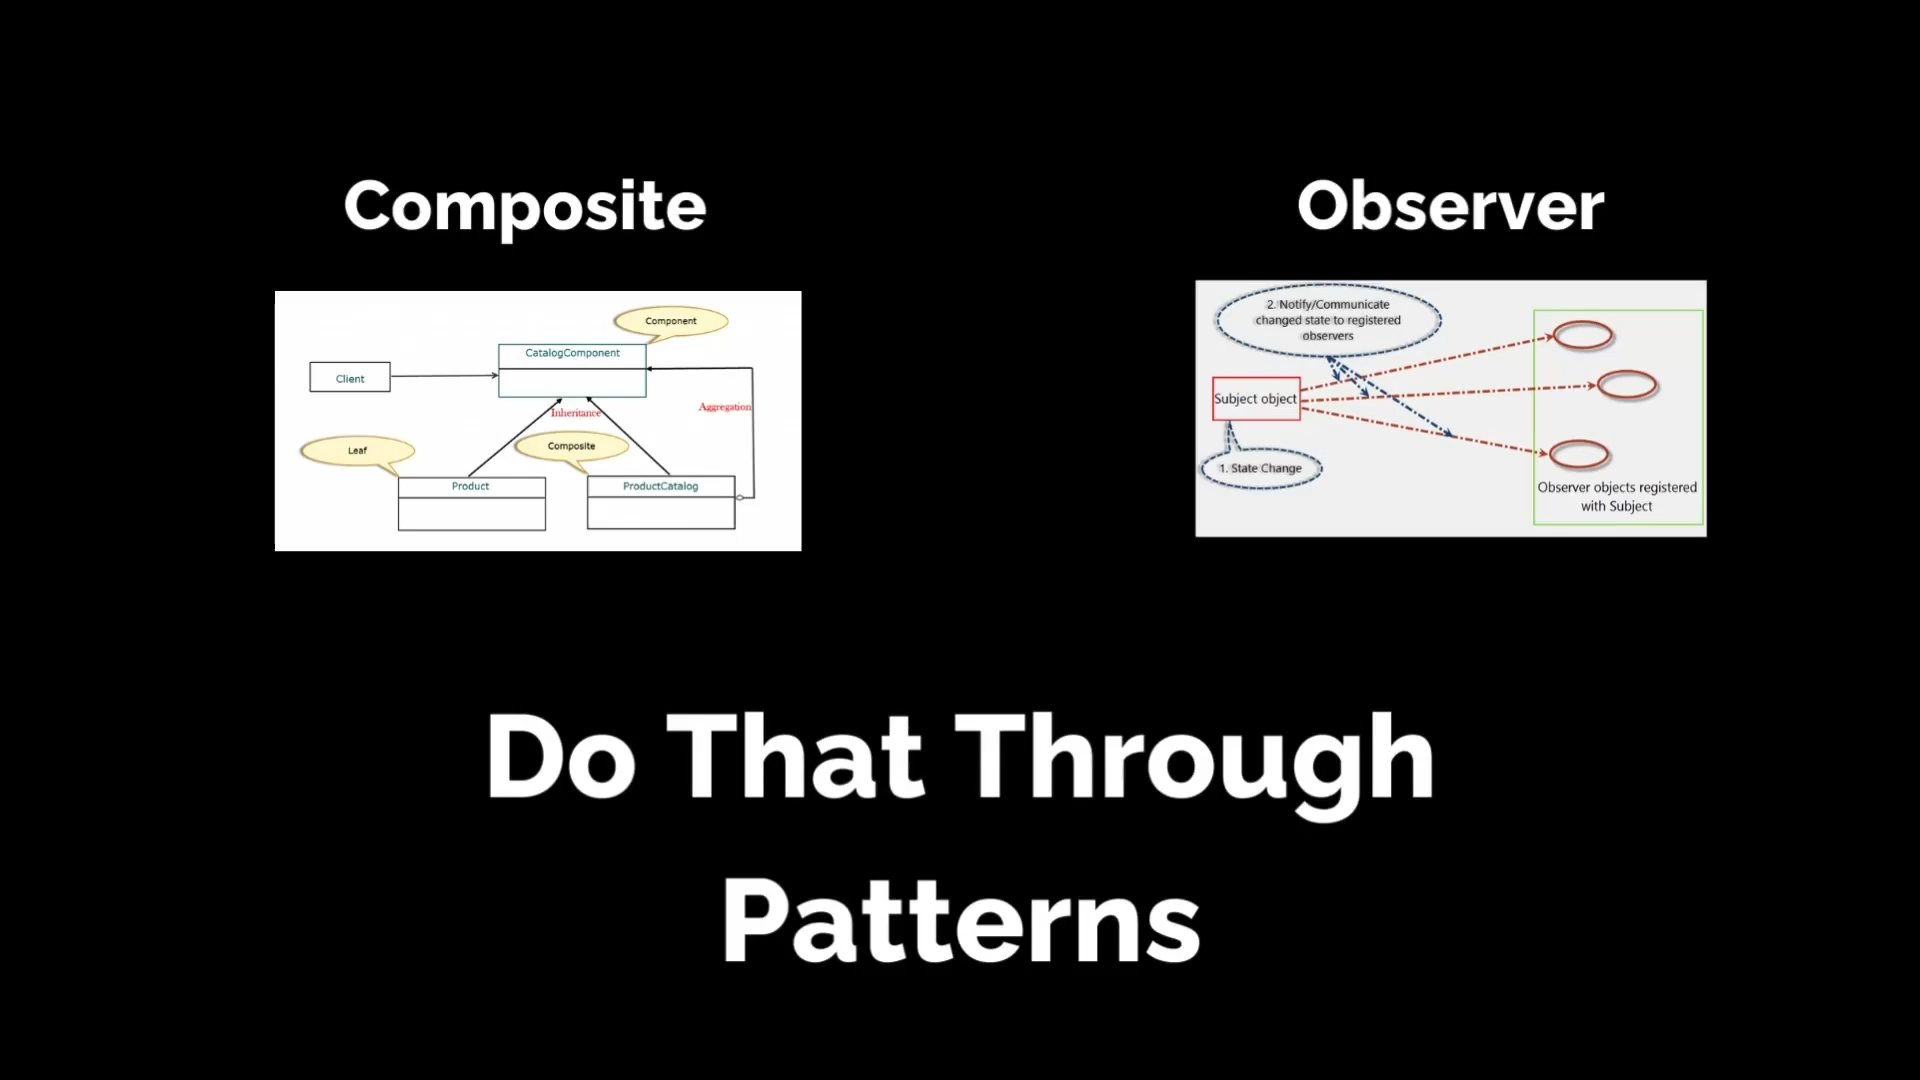 Composite
Observer
Component
CatalogComponent
Client
Inheritance
Aggregation
Leaf
Composite
Product
ProductCatalog
2. Notify/Communicate
changed state to registered
observers
Subject object
1. State Change
Observer objects registered
with Subject
Do That Through
Patterns